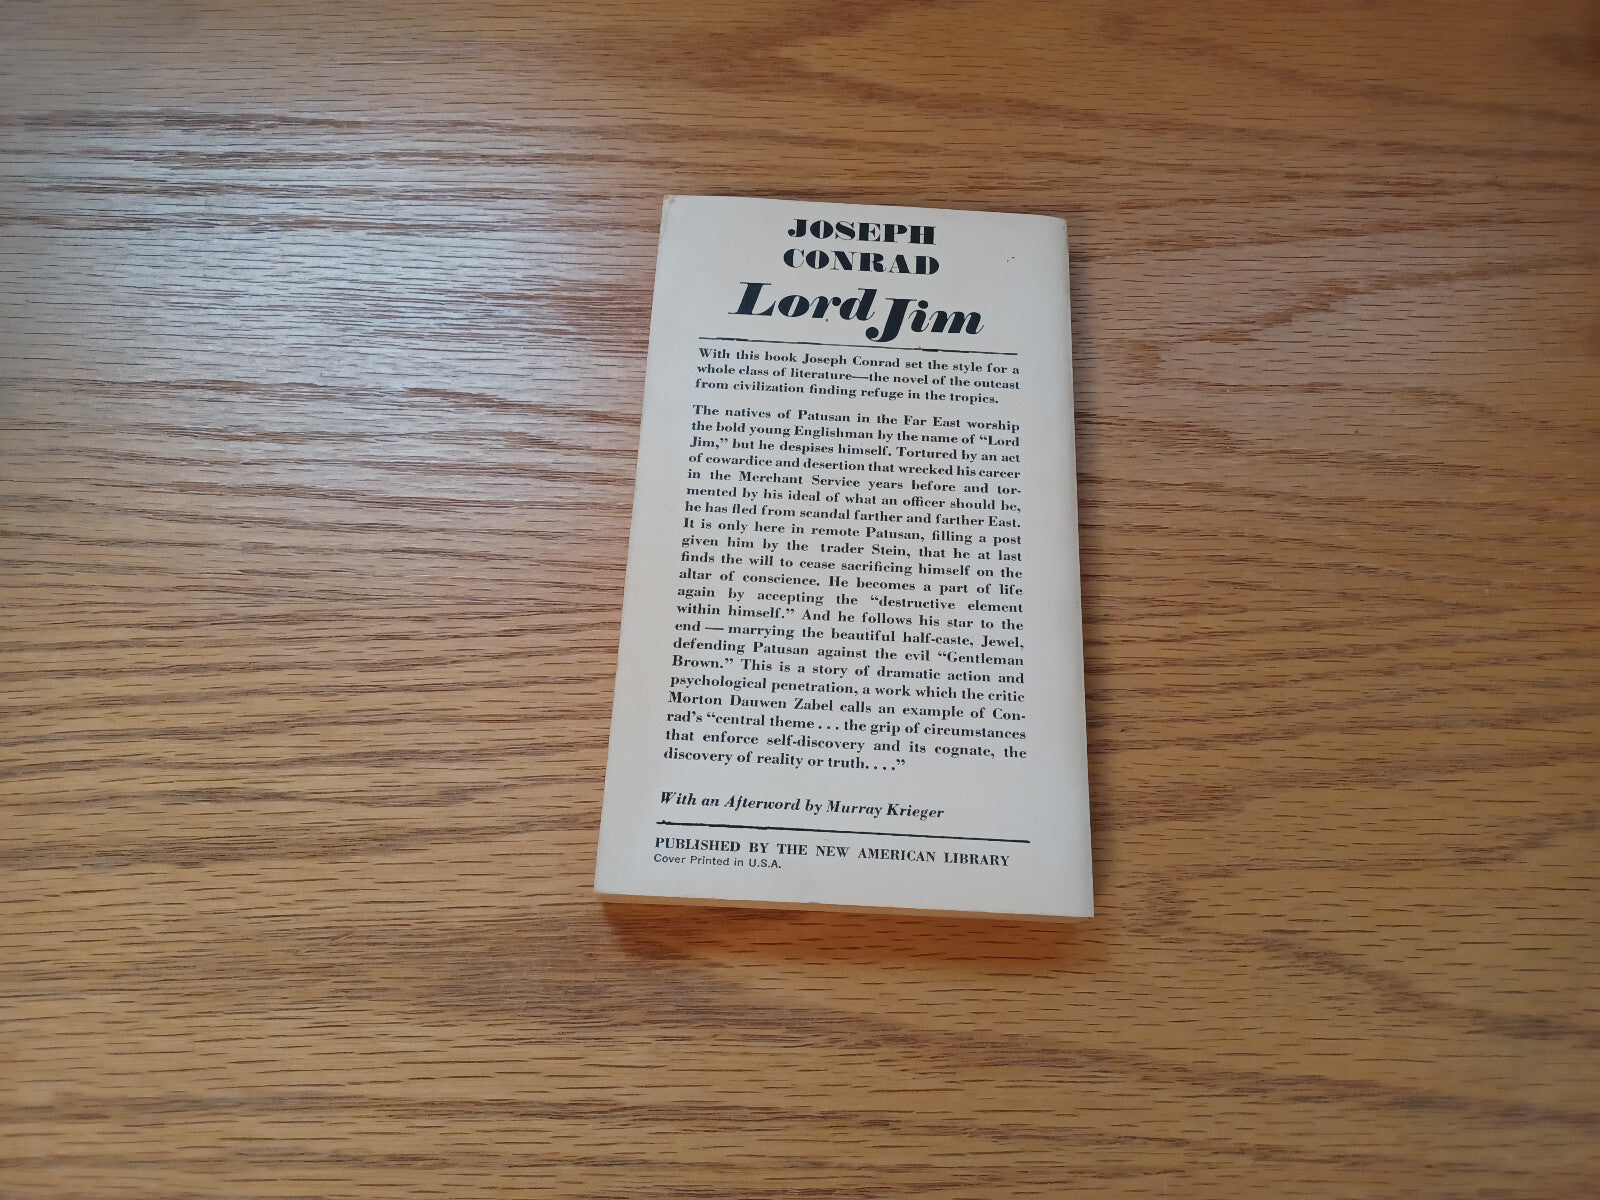 JOSEPH
CONRAD
Lord Jim
With this book Joseph Conrad set the style for a
whole class of literature—the novel of the outcast
from civilization finding refuge in the tropics.
The natives of Patusan in the Far East worship
the bold young Englishman by the name of “Lord
Jim,” but he despises himself. Tortured by an act
of cowardice and desertion that wrecked his career
in the Merchant Service years before and tor-
mented by his ideal of what an officer should be,
he has fled from scandal farther and farther East.
It is only here in remote Patusan, filling a post
given him by the trader Stein, that he at last
finds the will to cease sacrificing himself on the
altar of conscience. He becomes a part of life
again by accepting the “destructive element
within himself.” And he follows his star to the
end — marrying the beautiful half-caste, Jewel,
defending Patusan against the evil “Gentleman
Brown.” This is a story of dramatic action and
psychological penetration, a work which the critic
Morton Dauwen Zabel calls an example of Con-
rad’s “central theme . . . the grip of circumstances
that enforce self-discovery and its cognate, the
discovery of reality or truth. . . .”
With an Afterword by Murray Krieger
PUBLISHED BY THE NEW AMERICAN LIBRARY
Cover Printed in U.S.A.